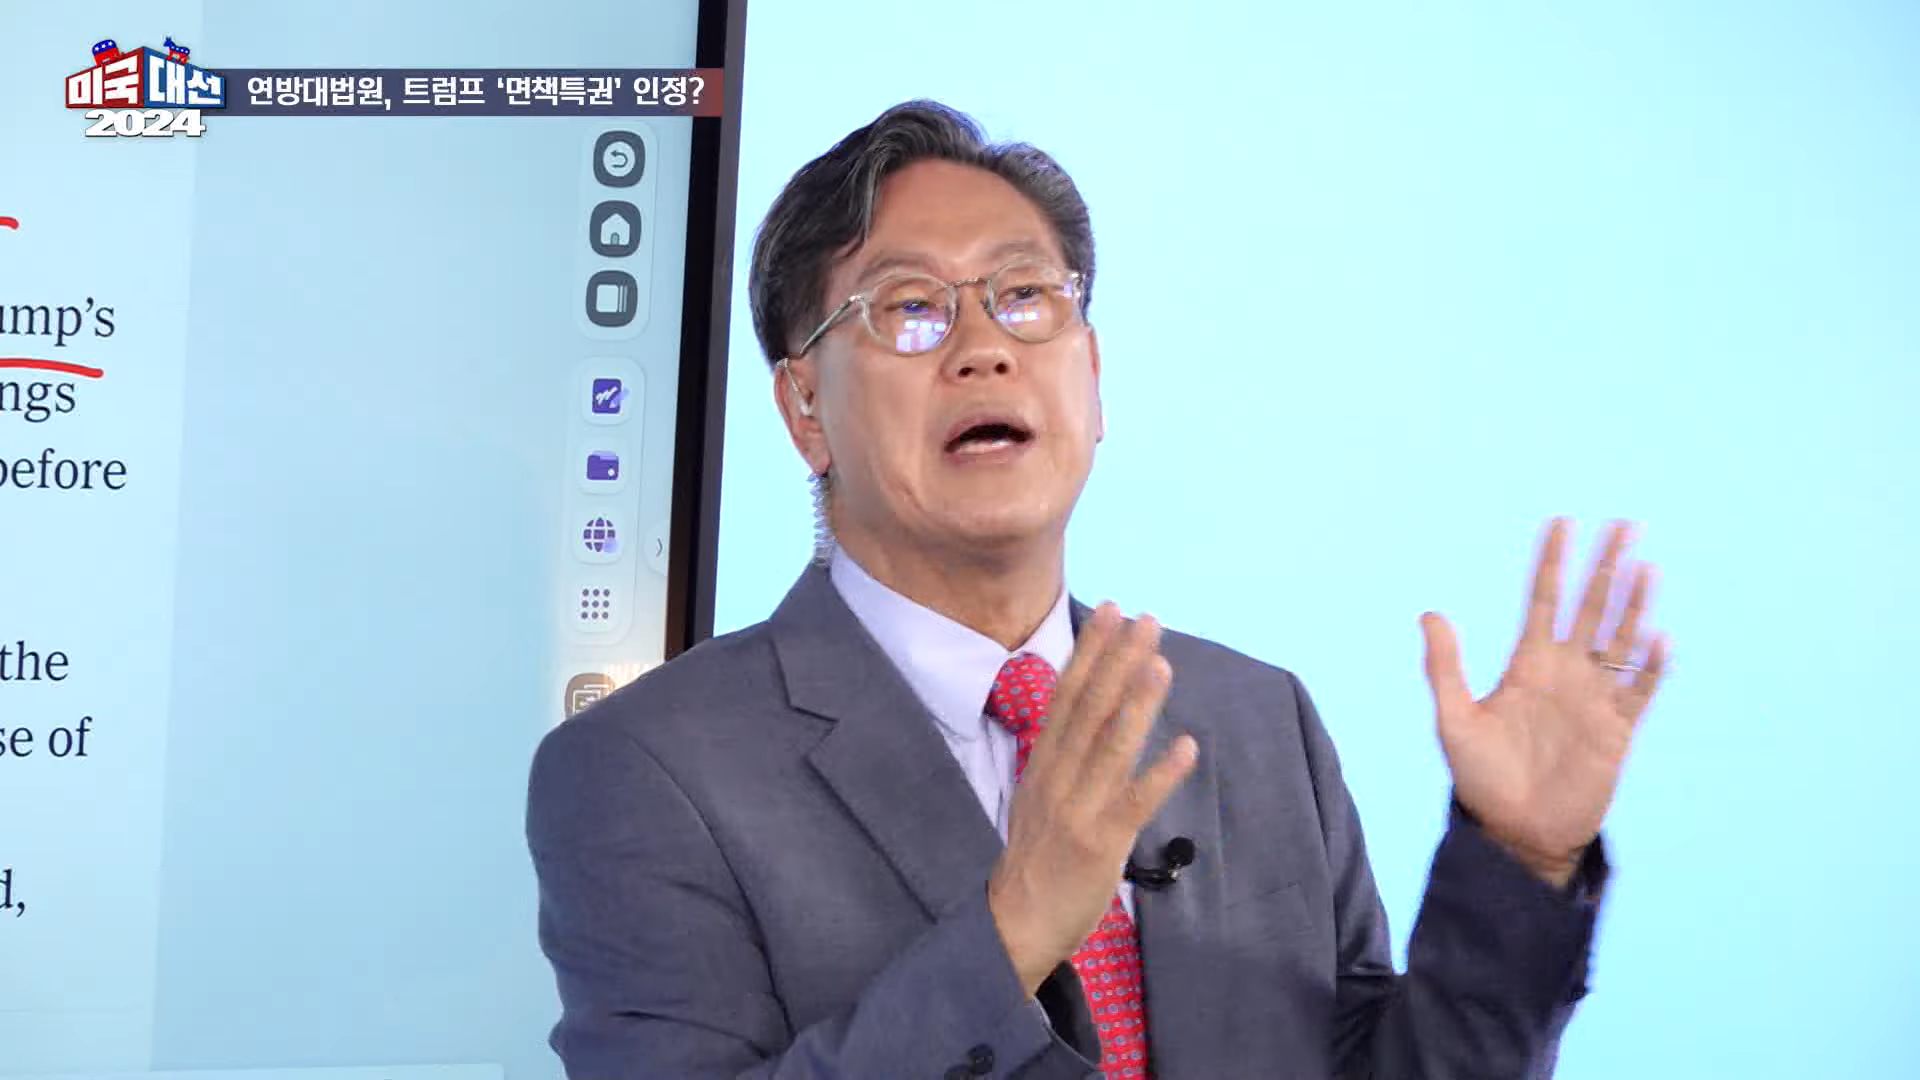 미국 대선
2024
연방대법원, 트럼프 ‘면책특권’ 인정?
ump’s
ngs
before
the
se of
d,